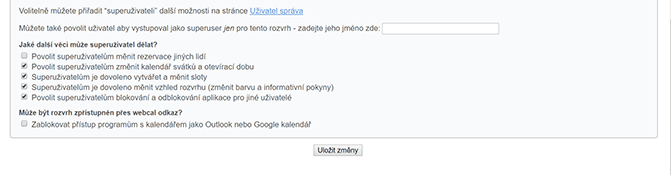 Volitelně můžete přiřadit "superuživateli" další možnosti na stránce Uživatel správa
Můžete také povolit uživatel aby vystupoval jako superuser jen pro tento rozvrh - zadejte jeho jméno zde:
Jaké další věci může superuživatel dělat?
Povolit superuživatelům měnit rezervace jiných lidí
Povolit superuživatelům změnit kalendář svátků a otevírací dobu
Superuživatelům je dovoleno vytvářet a měnit sloty
Superuživatelům je dovoleno měnit vzhled rozvrhu (změnit barvu a informativní pokyny)
Povolit superuživatelům blokování a odblokování aplikace pro jiné uživatelé
Může být rozvrh zpřístupněn přes webcal odkaz?
Zablokovat přístup programům s kalendářem jako Outlook nebo Google kalendář
Uložit změny